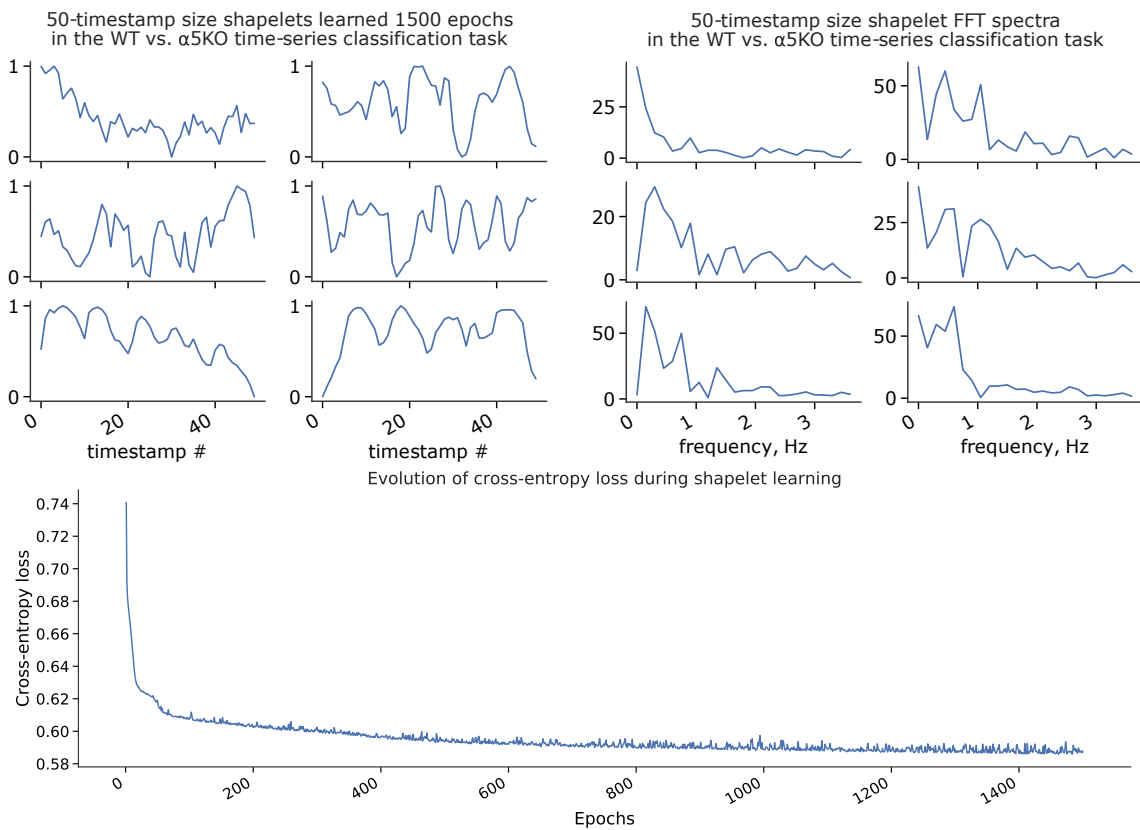 50-timestamp size shapelets learned 1500 epochs
in the WT vs. α5KO time-series classification task
50-timestamp size shapelet FFT spectra
in the WT vs. α5KO time-series classification task
1
0
1
0
25
0
50
0
1
0
1
0
20
0
25
0
1
0
1
0
50
0
50
0
0 20 40
0 20 40
0 1 2 3
0 1 2 3
timestamp #
timestamp #
frequency, Hz
frequency, Hz
Evolution of cross-entropy loss during shapelet learning
Cross-entropy loss
0.74
0.72
0.70
0.68
0.66
0.64
0.62
0.60
0.58
0 200 400 600 800 1000 1200 1400
Epochs